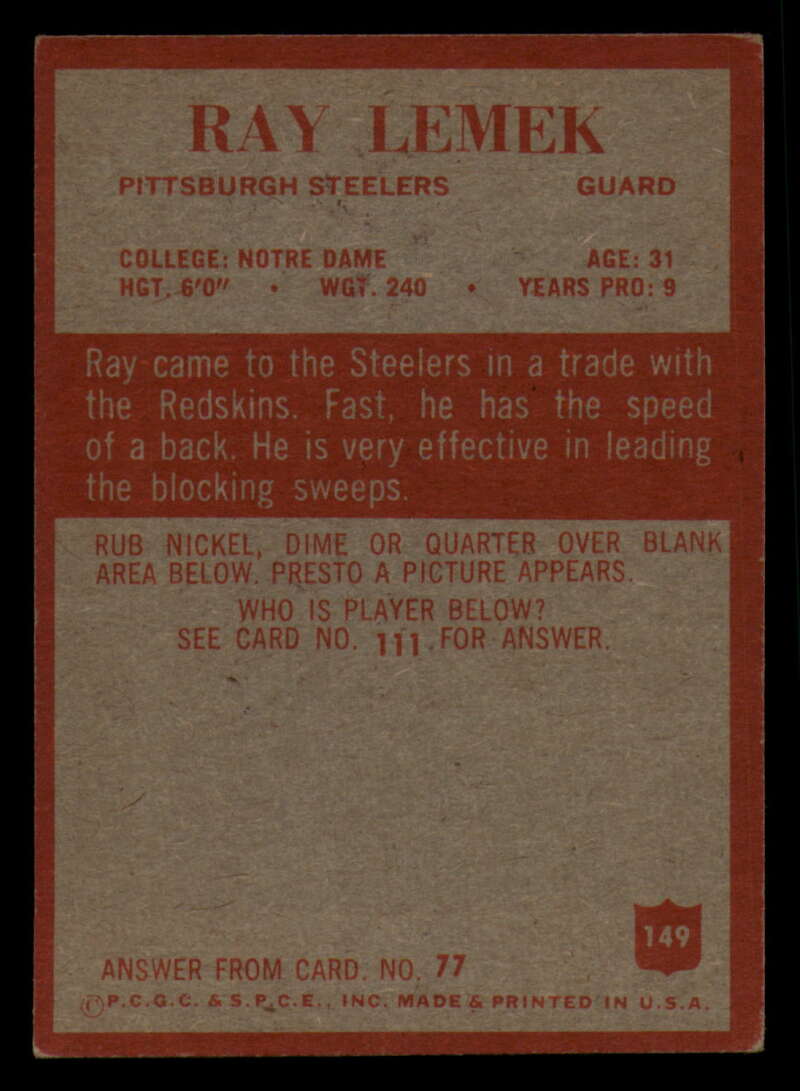 RAY LEMEK
PITTSBURGH STEELERS GUARD
COLLEGE: NOTRE DAME AGE: 31
HGT. 6'0" • WGT. 240 • YEARS PRO: 9
Ray came to the Steelers in a trade with
the Redskins. Fast, he has the speed
of a back. He is very effective in leading
the blocking sweeps.
RUB NICKEL, DIME OR QUARTER OVER BLANK
AREA BELOW. PRESTO A PICTURE APPEARS.
WHO IS PLAYER BELOW?
SEE CARD NO. 111 FOR ANSWER.
149
ANSWER FROM CARD. NO. 77
©P.C.G.C. & S.P.C.E., INC. MADE & PRINTED IN U.S.A.